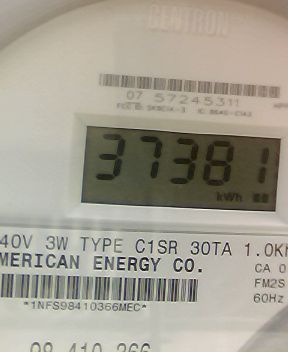 CENTRON
07 57245311
37381
kWh
40V 3W TYPE C1SR 30TA 1.0K
MERICAN ENERGY CO.
CA 0
FM2S
60Hz
*1NFS98410366MEC*
98 410 366